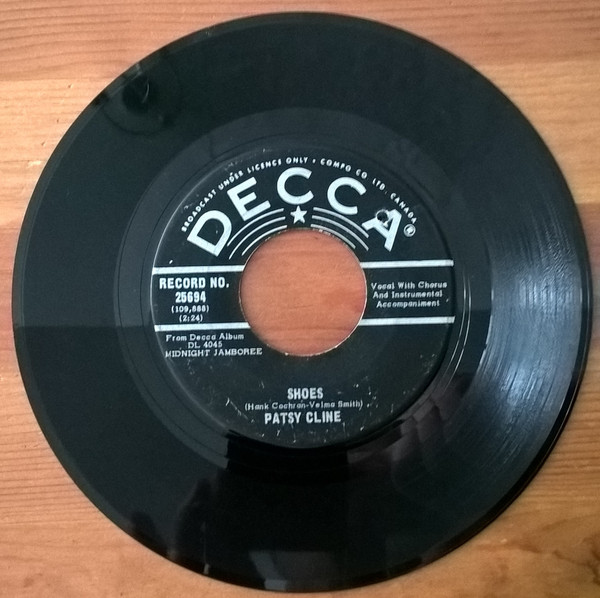 BROADCAST UNDER LICENCE ONLY • COMPO CO LTD. CANADA
DECCA®
RECORD NO.
25694
(109,888)
(2:24)
Vocal With Chorus
And Instrumental
Accompaniment
From Decca Album
DL 4045
MIDNIGHT JAMBOREE
SHOES
(Hank Cochran-Velma Smith)
PATSY CLINE